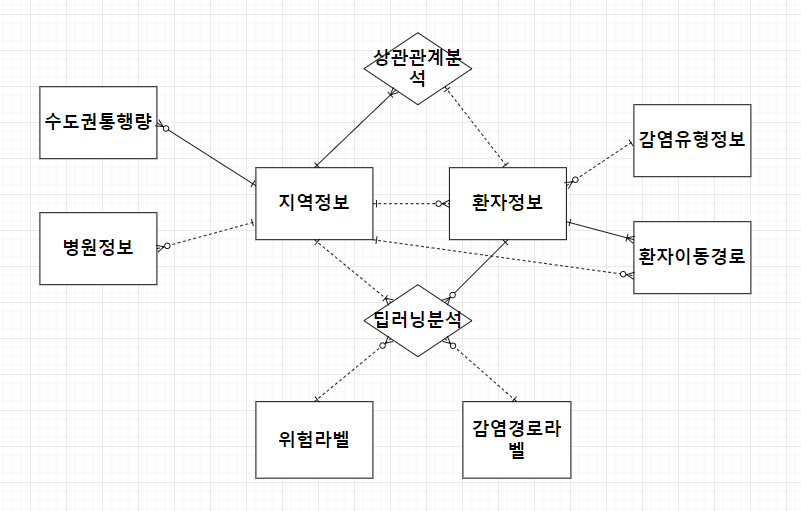 상관관계분
석
수도권통행량
감염유형정보
지역정보
환자정보
병원정보
환자이동경로
딥러닝분석
위험라벨
감염경로라
벨